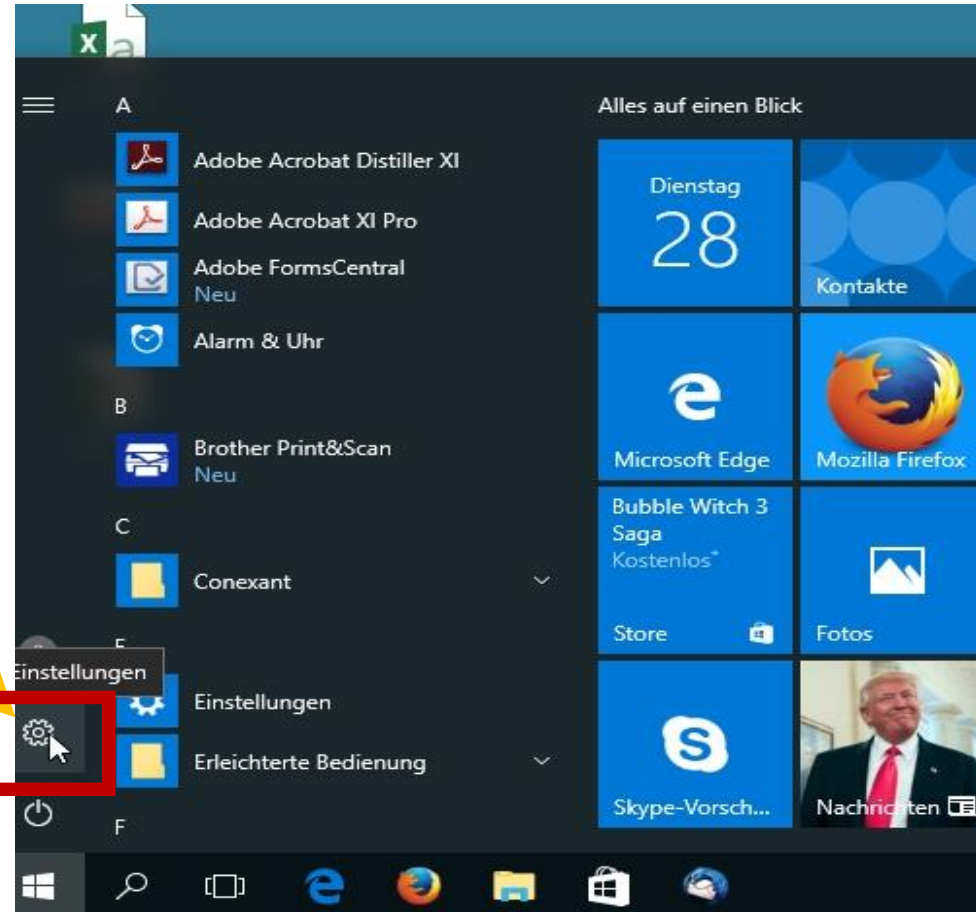 A
Adobe Acrobat Distiller XI
Adobe Acrobat XI Pro
Adobe FormsCentral
Neu
Alarm & Uhr
B
Brother Print&Scan
Neu
C
Conexant
E
Einstellungen
Einstellungen
Erleichterte Bedienung
F
Alles auf einen Blick
Dienstag
28
Kontakte
Microsoft Edge
Mozilla Firefox
Bubble Witch 3
Saga
Kostenlos*
Store
Fotos
Skype-Vorsch...
Nachrichten